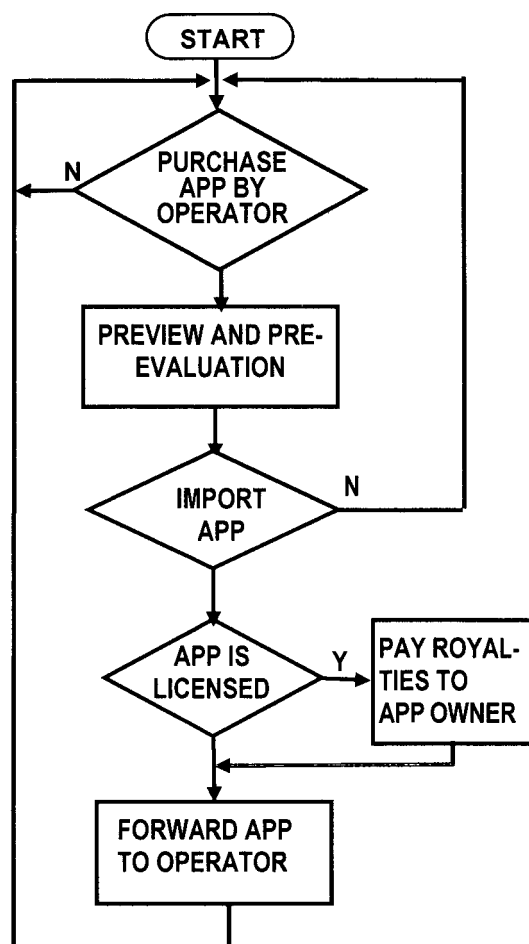 START
N
PURCHASE
APP BY
OPERATOR
PREVIEW AND PRE-
EVALUATION
IMPORT
APP
N
APP IS
LICENSED
Y
PAY ROYAL-
TIES TO
APP OWNER
FORWARD APP
TO OPERATOR